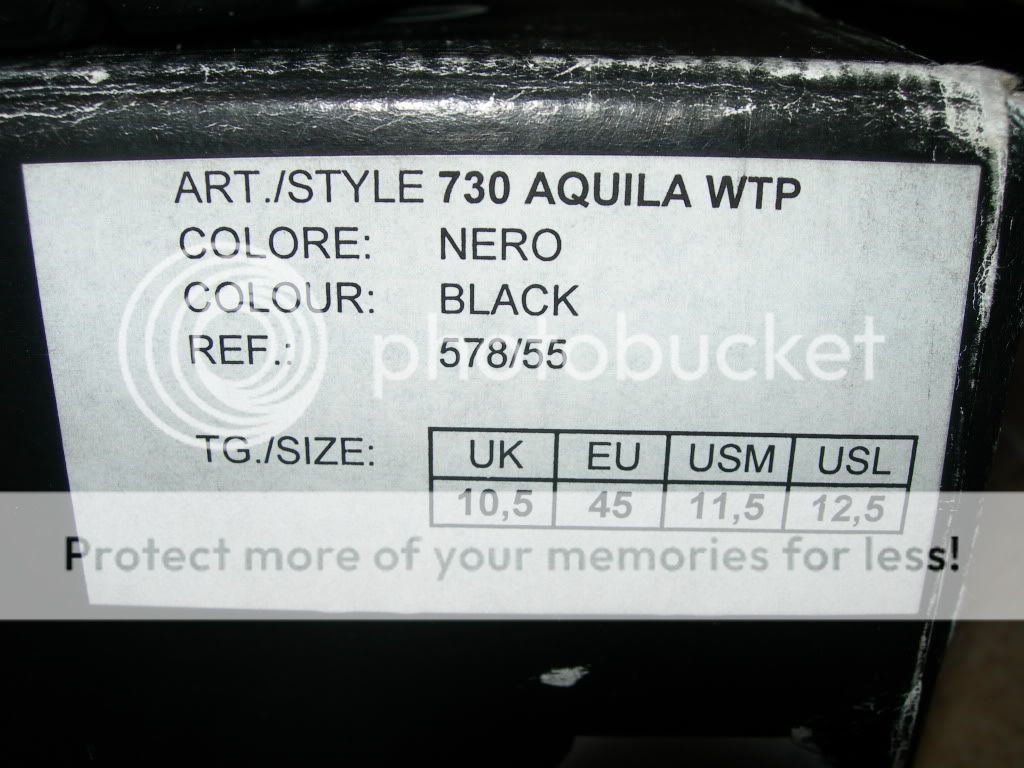 ART./STYLE 730 AQUILA WTP
COLORE: NERO
COLOUR: BLACK
REF.: 578/55
photobucket
TG./SIZE: UK EU USM USL
10,5 45 11,5 12,5
Protect more of your memories for less!